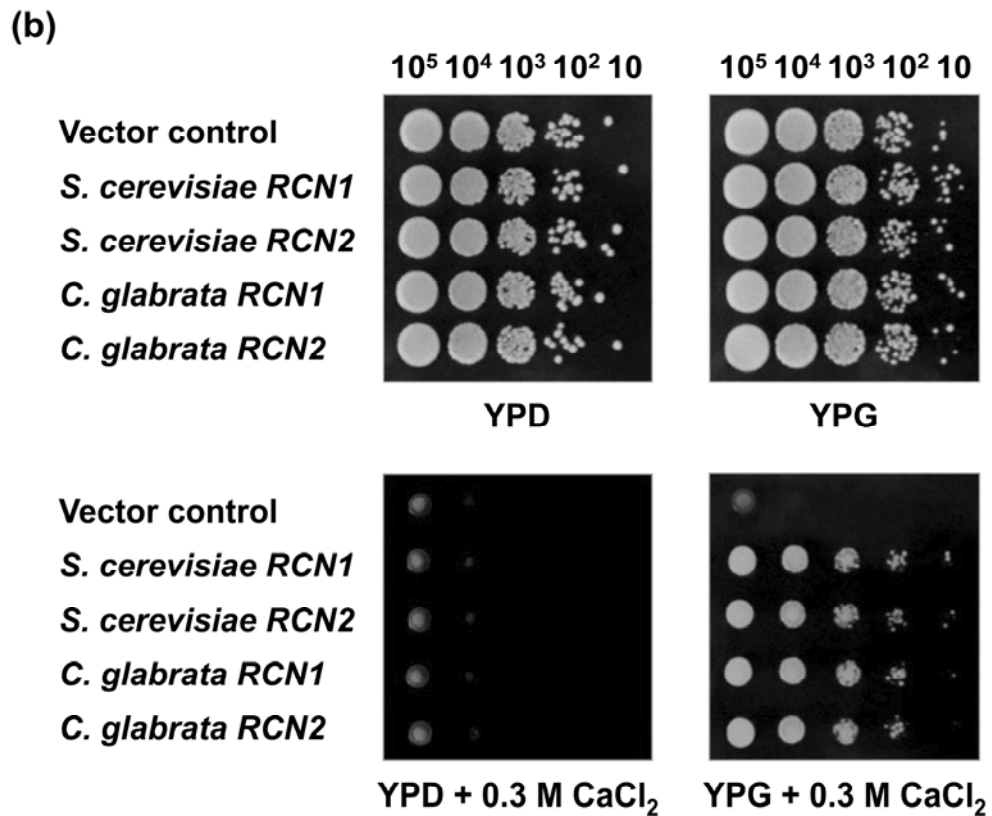 (b)
10⁵ 10⁴ 10³ 10² 10 10⁵ 10⁴ 10³ 10² 10
Vector control
S. cerevisiae RCN1
S. cerevisiae RCN2
C. glabrata RCN1
C. glabrata RCN2
YPD YPG
Vector control
S. cerevisiae RCN1
S. cerevisiae RCN2
C. glabrata RCN1
C. glabrata RCN2
YPD + 0.3 M CaCl₂ YPG + 0.3 M CaCl₂